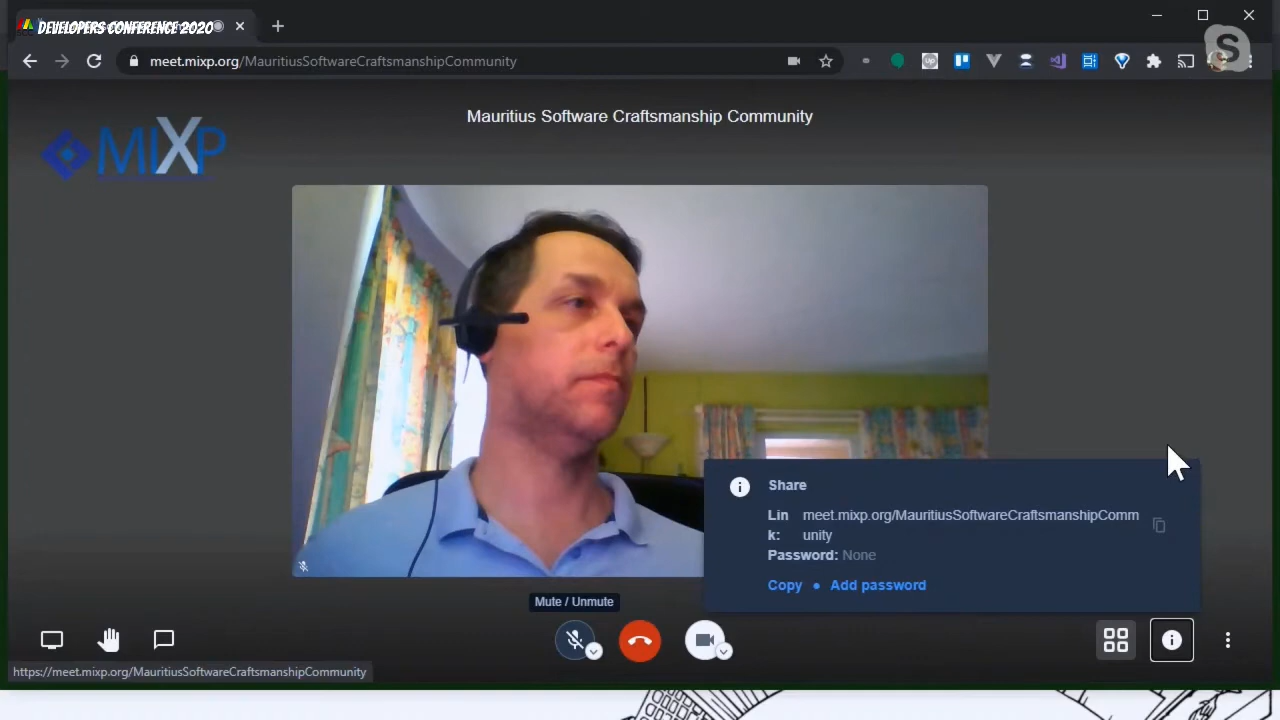 DEVELOPERS CONFERENCE 2020
meet.mixp.org/MauritiusSoftwareCraftsmanshipCommunity
Mauritius Software Craftsmanship Community
MIXP
Share
Lin meet.mixp.org/MauritiusSoftwareCraftsmanshipComm
k: unity
Password: None
Copy • Add password
Mute / Unmute
https://meet.mixp.org/MauritiusSoftwareCraftsmanshipCommunity